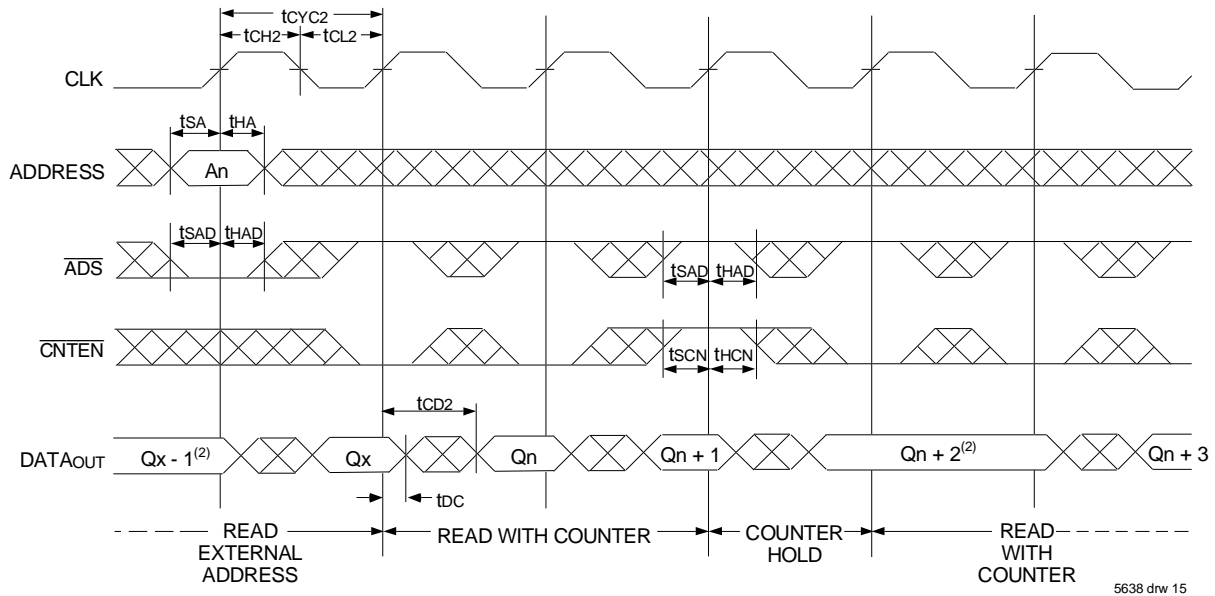 tCYC2
tCH2 tCL2
CLK
tSA tHA
ADDRESS An
tSAD tHAD
ADS
tSAD tHAD
CNTEN
tSCN tHCN
tCD2
DATAOUT Qx - 1(2) Qx Qn Qn + 1 Qn + 2(2) Qn + 3
tDC
READ EXTERNAL ADDRESS
READ WITH COUNTER
COUNTER HOLD
READ WITH COUNTER
5638 drw 15